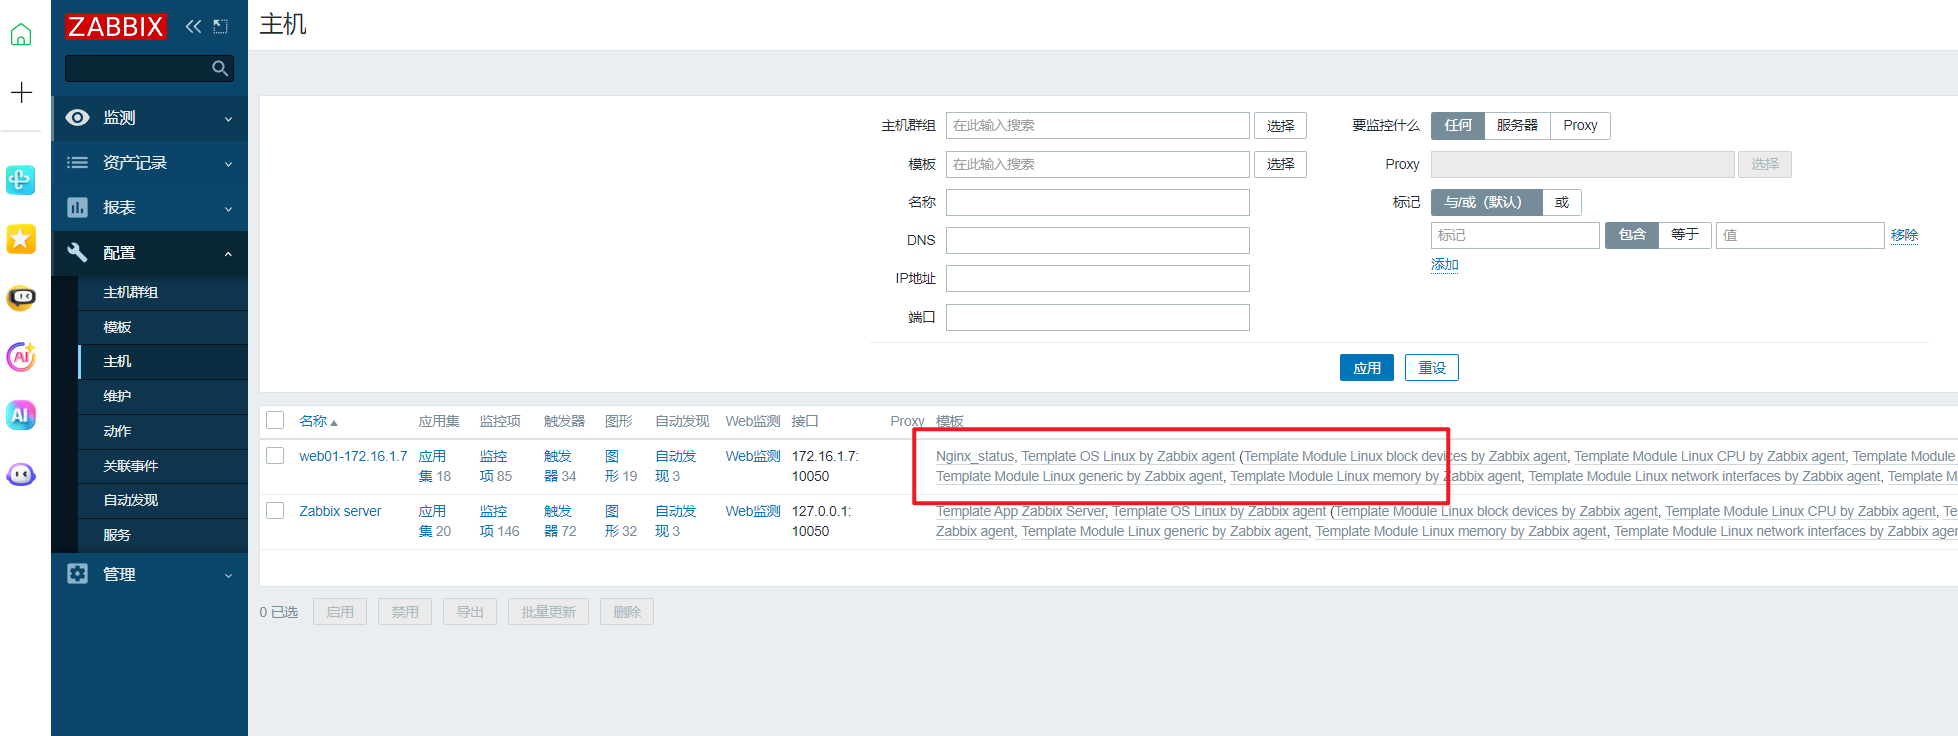 ZABBIX
主机
监测
资产记录
报表
配置
主机群组
模板
主机
维护
动作
关联事件
自动发现
服务
管理
主机群组 在此输入搜索 选择
模板 在此输入搜索 选择
名称
DNS
IP地址
端口
要监控什么 任何 服务器 Proxy
Proxy 选择
标记 与/或（默认） 或
标记 包含 等于 值 移除
添加
应用 重设
名称 应用集 监控项 触发器 图形 自动发现 Web监测 接口 Proxy 模板
web01-172.16.1.7 应用 监控 触发 图 自动发 Web监测 172.16.1.7: Nginx_status, Template OS Linux by Zabbix agent (Template Module Linux block devices by Zabbix agent, Template Module Linux CPU by Zabbix agent, Template Module
集 18 项 85 器 34 形 19 现 3 10050 Template Module Linux generic by Zabbix agent, Template Module Linux memory by Zabbix agent, Template Module Linux network interfaces by Zabbix agent, Template M
Zabbix server 应用 监控 触发 图 自动发 Web监测 127.0.0.1: Template App Zabbix Server, Template OS Linux by Zabbix agent (Template Module Linux block devices by Zabbix agent, Template Module Linux CPU by Zabbix agent, Te
集 20 项 146 器 72 形 32 现 3 10050 Zabbix agent, Template Module Linux generic by Zabbix agent, Template Module Linux memory by Zabbix agent, Template Module Linux network interfaces by Zabbix agen
0 已选 启用 禁用 导出 批量更新 删除
AI
AI